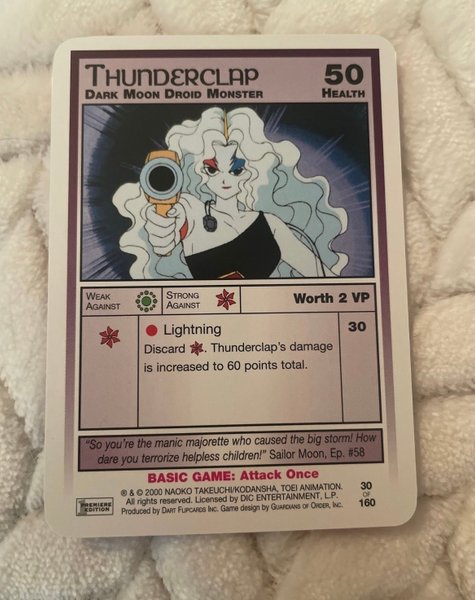 THUNDERCLAP 50
DARK MOON DROID MONSTER HEALTH
WEAK AGAINST STRONG AGAINST Worth 2 VP
Lightning 30
Discard . Thunderclap's damage
is increased to 60 points total.
"So you're the manic majorette who caused the big storm! How
dare you terrorize helpless children!" Sailor Moon, Ep. #58
BASIC GAME: Attack Once
® & © 2000 NAOKO TAKEUCHI/KODANSHA, TOEI ANIMATION.
All rights reserved. Licensed by DIC ENTERTAINMENT, L.P.
Produced by DART FLIPCARDS INC. Game design by GUARDIANS OF ORDER, INC.
1 PREMIERE EDITION
30
OF
160